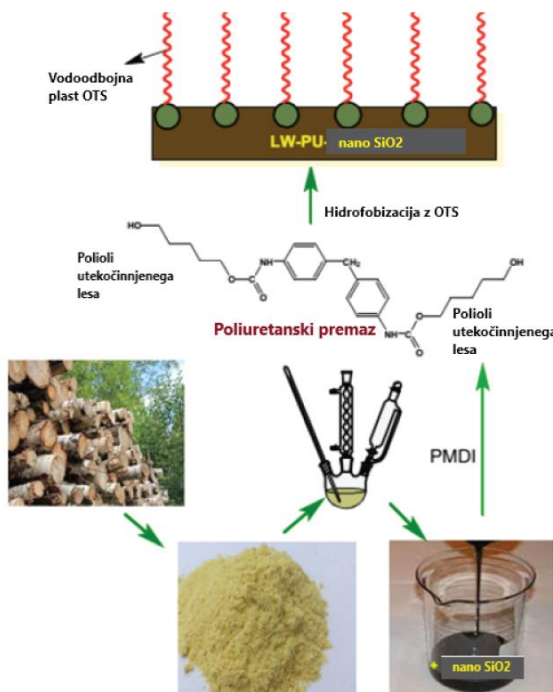 Vodoodbojna
plast OTS
LW-PU- nano SiO2
Hidrofobizacija z OTS
HO
Polioli
utekočinnjenega
lesa
NH
O
O
CH₂
Poliuretanski premaz
OH
NH
O
O
Polioli
utekočinnjenega
lesa
PMDI
+ nano SiO2